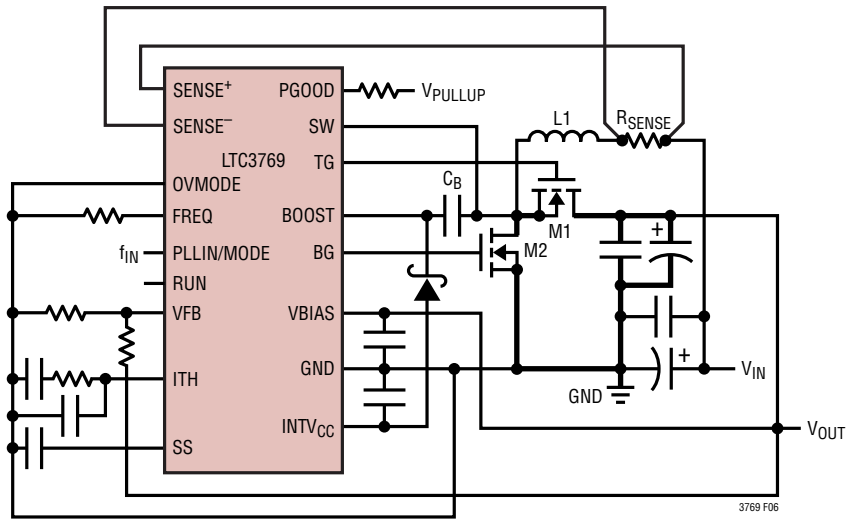 SENSE⁺
SENSE⁻
LTC3769
OVMODE
FREQ
fIN
PLLIN/MODE
RUN
VFB
ITH
SS
PGOOD
VPULLUP
SW
TG
BOOST
BG
VBIAS
GND
INTVCC
CB
L1
RSENSE
M1
M2
+
+
GND
VIN
VOUT
3769 F06